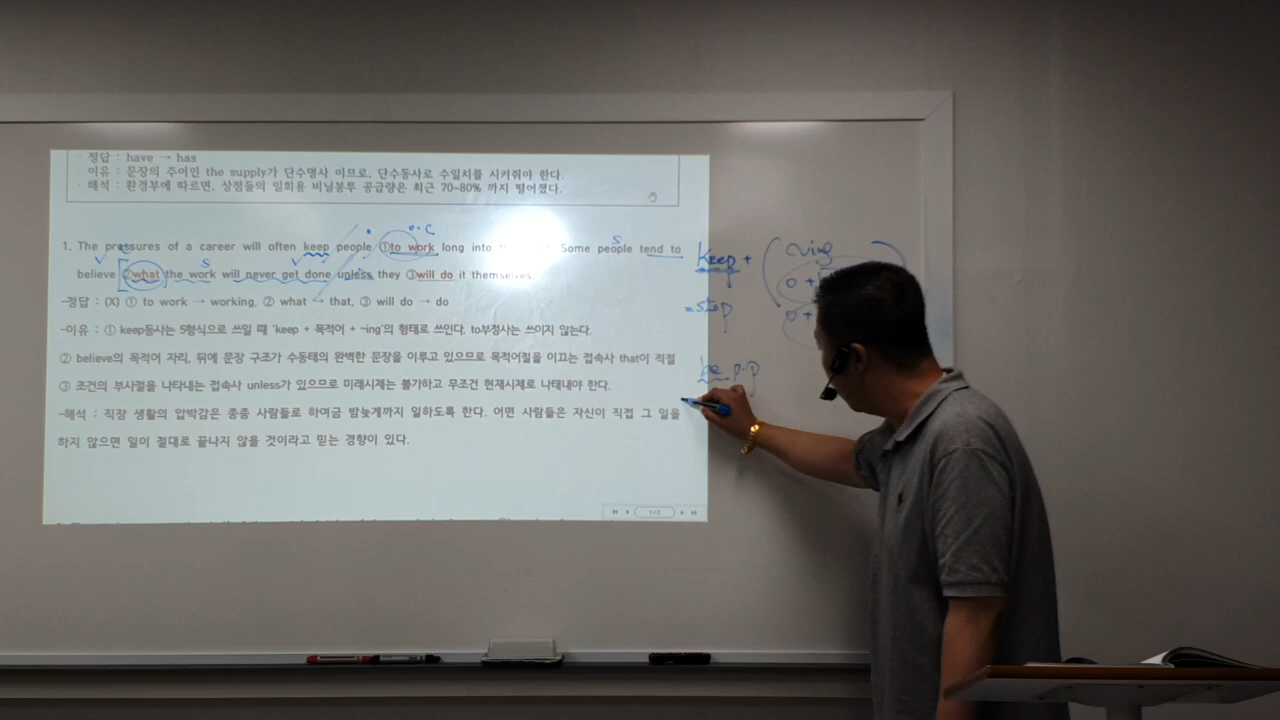 정답 : have → has
· 이유 : 문장의 주어인 the supply가 단수명사 이므로, 단수동사로 수일치를 시켜줘야 한다.
· 해석 : 환경부에 따르면, 상점들의 일회용 비닐봉투 공급량은 최근 70~80% 까지 떨어졌다.
o·c
s
1. The pressures of a career will often keep people ①to work long into Some people tend to
s
believe ②what the work will never get done unless they ③will do it themselves.
-정답 : (X) ① to work → working, ② what → that, ③ will do → do
-이유 : ① keep동사는 5형식으로 쓰일 때 'keep + 목적어 + -ing'의 형태로 쓰인다. to부정사는 쓰이지 않는다.
② believe의 목적어 자리, 뒤에 문장 구조가 수동태의 완벽한 문장을 이루고 있으므로 목적어절을 이끄는 접속사 that이 적절
③ 조건의 부사절을 나타내는 접속사 unless가 있으므로 미래시제는 불가하고 무조건 현재시제로 나태내야 한다.
-해석 : 직장 생활의 압박감은 종종 사람들로 하여금 밤늦게까지 일하도록 한다. 어떤 사람들은 자신이 직접 그 일을
하지 않으면 일이 절대로 끝나지 않을 것이라고 믿는 경향이 있다.
1/2
keep + ( ving
o +
= stop
o +
be p.p